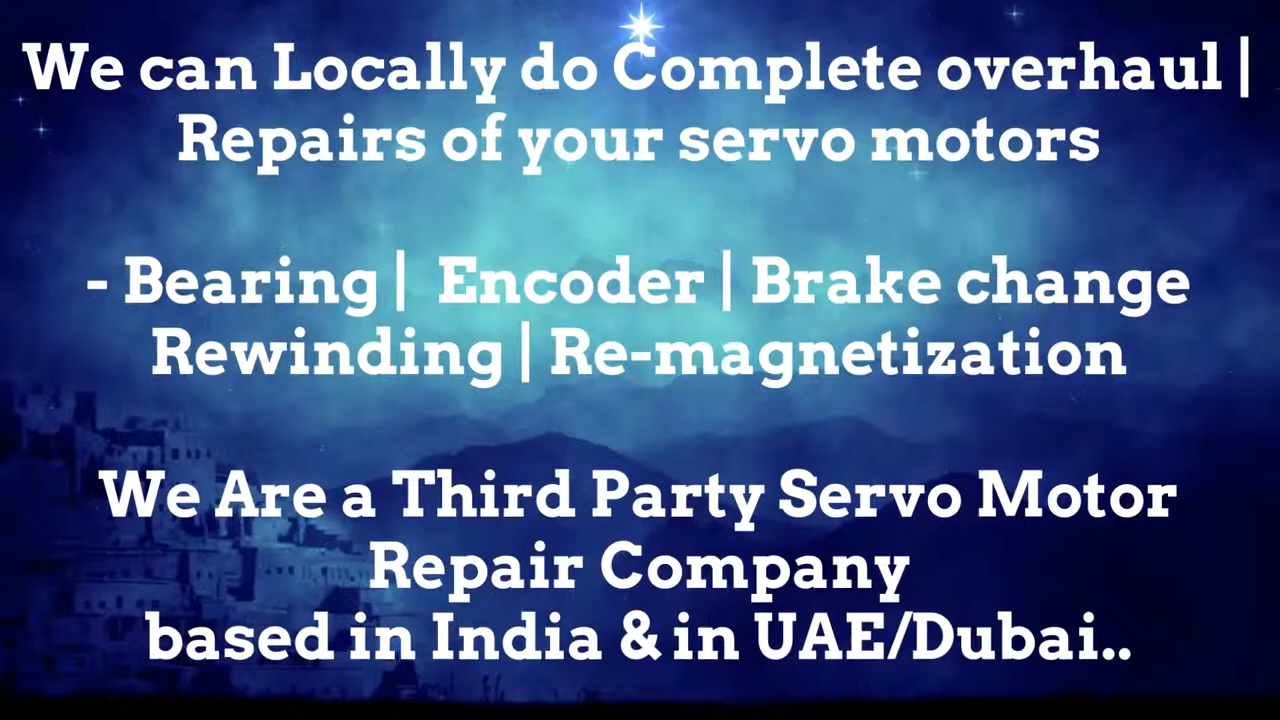 We can Locally do Complete overhaul |
Repairs of your servo motors
- Bearing | Encoder | Brake change
Rewinding | Re-magnetization
We Are a Third Party Servo Motor
Repair Company
based in India & in UAE/Dubai..